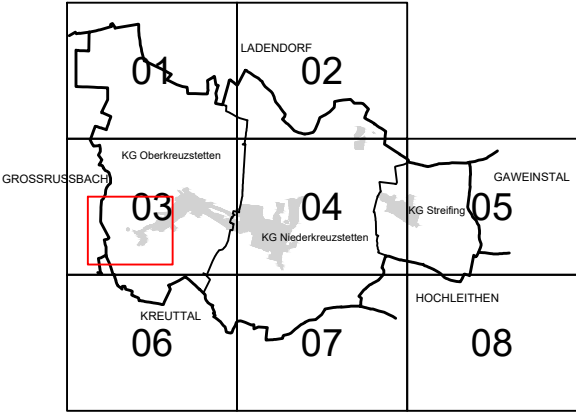 LADENDORF
01
02
KG Oberkreuzstetten
GROSSRUSSBACH
GAWEINSTAL
03
04
KG Streifing
05
KG Niederkreuzstetten
HOCHLEITHEN
KREUTTAL
06
07
08